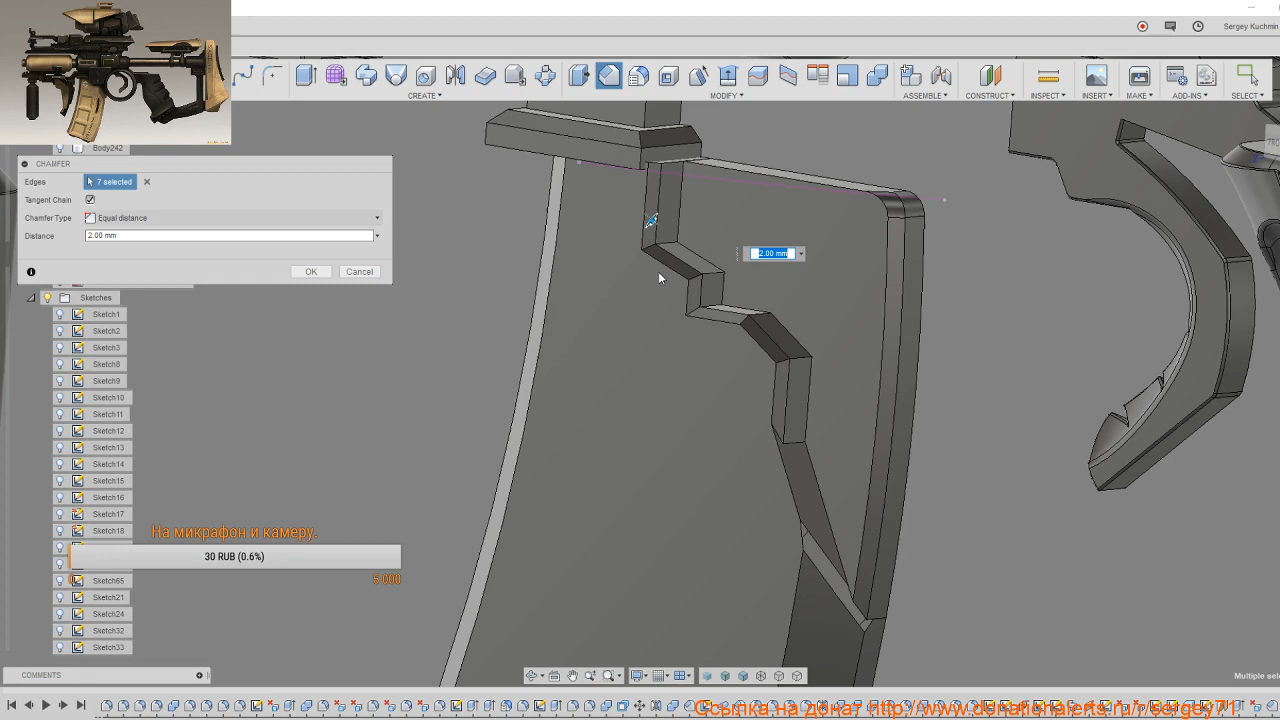 Sergey Kuchmin
CREATE
MODIFY
ASSEMBLE
CONSTRUCT
INSPECT
INSERT
MAKE
ADD-INS
SELECT
Body242
CHAMFER
Edges
7 selected
Tangent Chain
Chamfer Type
Equal distance
Distance
2.00 mm
OK
Cancel
2.00 mm
Sketches
Sketch1
Sketch2
Sketch3
Sketch8
Sketch9
Sketch10
Sketch11
Sketch12
Sketch13
Sketch14
Sketch15
Sketch16
Sketch17
Sketch18
На микрафон и камеру.
30 RUB (0.6%)
5 000
Sketch65
Sketch21
Sketch24
Sketch32
Sketch33
COMMENTS
Multiple sel